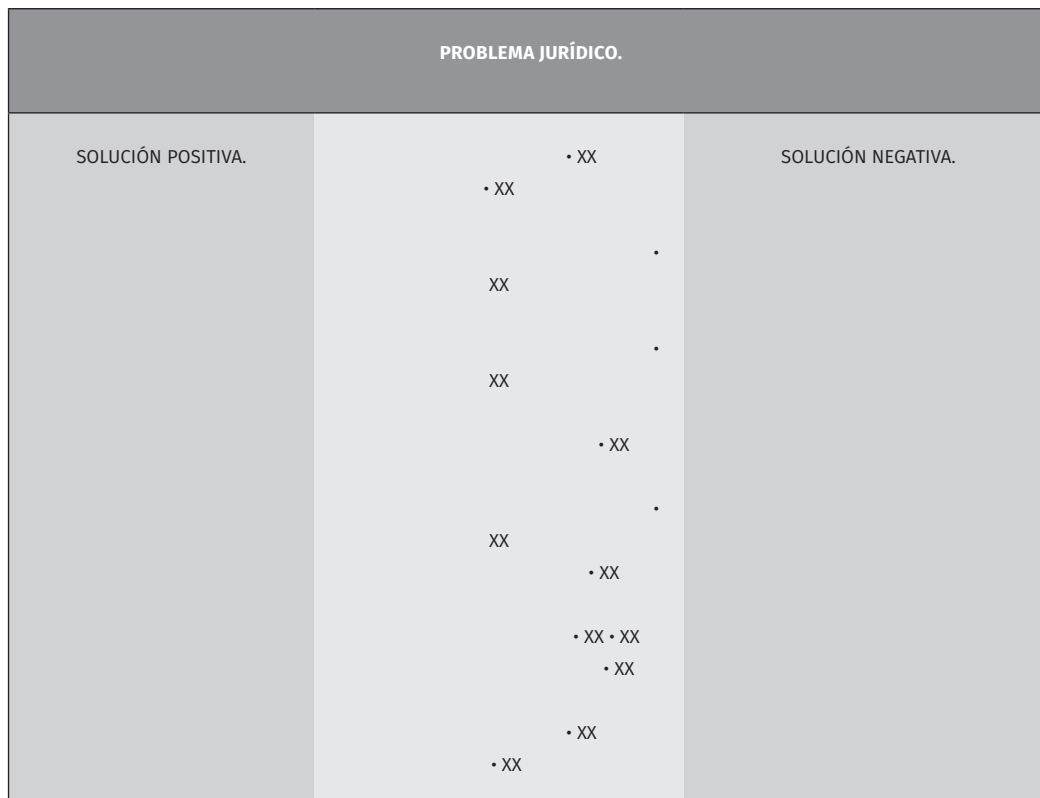 PROBLEMA JURÍDICO.
SOLUCIÓN POSITIVA.
• XX
• XX
•
XX
•
XX
• XX
•
XX
• XX
• XX • XX
• XX
• XX
• XX
SOLUCIÓN NEGATIVA.